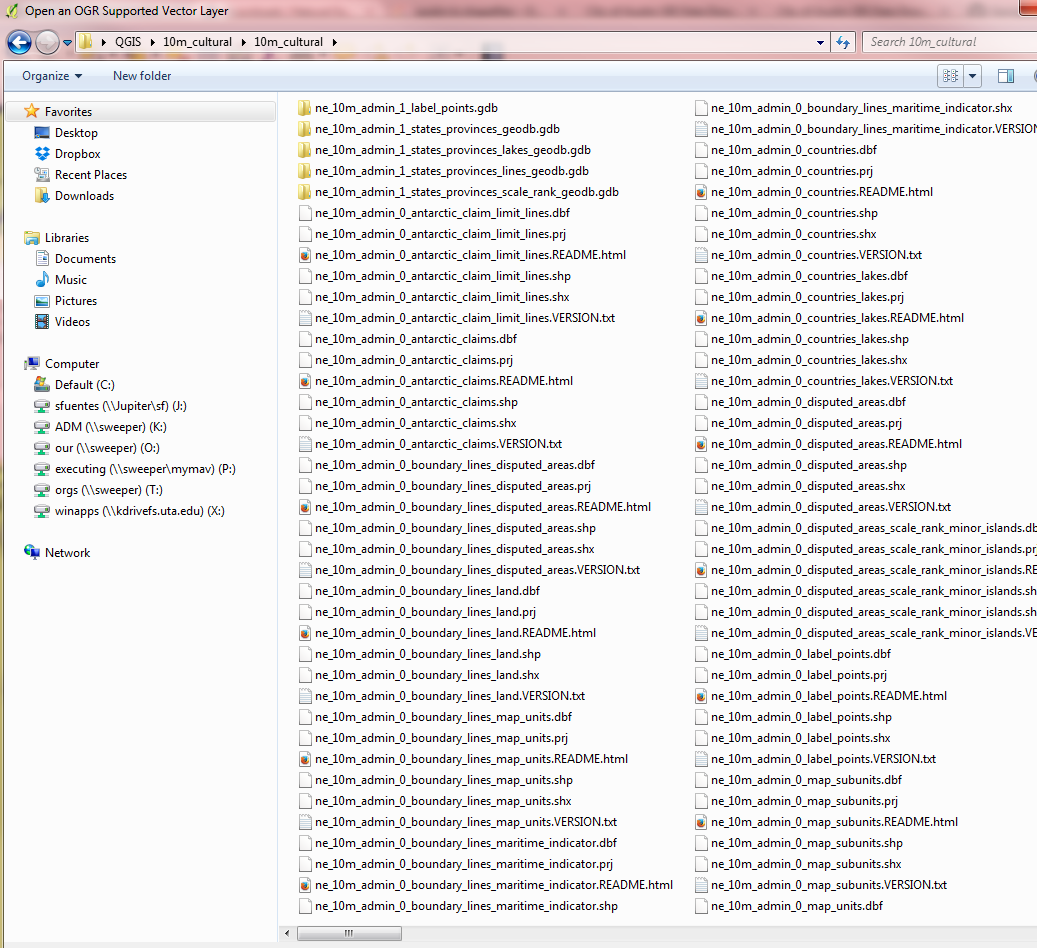 Open an OGR Supported Vector Layer
QGIS 10m_cultural 10m_cultural
Search 10m_cultural
Organize New folder
Favorites
Desktop
Dropbox
Recent Places
Downloads
Libraries
Documents
Music
Pictures
Videos
Computer
Default (C:)
sfuentes (\\Jupiter\sf) (J:)
ADM (\\sweeper) (K:)
our (\\sweeper) (O:)
executing (\\sweeper\mymav) (P:)
orgs (\\sweeper) (T:)
winapps (\\kdrivefs.uta.edu) (X:)
Network
ne_10m_admin_1_label_points.gdb
ne_10m_admin_1_states_provinces_geodb.gdb
ne_10m_admin_1_states_provinces_lakes_geodb.gdb
ne_10m_admin_1_states_provinces_lines_geodb.gdb
ne_10m_admin_1_states_provinces_scale_rank_geodb.gdb
ne_10m_admin_0_antarctic_claim_limit_lines.dbf
ne_10m_admin_0_antarctic_claim_limit_lines.prj
ne_10m_admin_0_antarctic_claim_limit_lines.README.html
ne_10m_admin_0_antarctic_claim_limit_lines.shp
ne_10m_admin_0_antarctic_claim_limit_lines.shx
ne_10m_admin_0_antarctic_claim_limit_lines.VERSION.txt
ne_10m_admin_0_antarctic_claims.dbf
ne_10m_admin_0_antarctic_claims.prj
ne_10m_admin_0_antarctic_claims.README.html
ne_10m_admin_0_antarctic_claims.shp
ne_10m_admin_0_antarctic_claims.shx
ne_10m_admin_0_antarctic_claims.VERSION.txt
ne_10m_admin_0_boundary_lines_disputed_areas.dbf
ne_10m_admin_0_boundary_lines_disputed_areas.prj
ne_10m_admin_0_boundary_lines_disputed_areas.README.html
ne_10m_admin_0_boundary_lines_disputed_areas.shp
ne_10m_admin_0_boundary_lines_disputed_areas.shx
ne_10m_admin_0_boundary_lines_disputed_areas.VERSION.txt
ne_10m_admin_0_boundary_lines_land.dbf
ne_10m_admin_0_boundary_lines_land.prj
ne_10m_admin_0_boundary_lines_land.README.html
ne_10m_admin_0_boundary_lines_land.shp
ne_10m_admin_0_boundary_lines_land.shx
ne_10m_admin_0_boundary_lines_land.VERSION.txt
ne_10m_admin_0_boundary_lines_map_units.dbf
ne_10m_admin_0_boundary_lines_map_units.prj
ne_10m_admin_0_boundary_lines_map_units.README.html
ne_10m_admin_0_boundary_lines_map_units.shp
ne_10m_admin_0_boundary_lines_map_units.shx
ne_10m_admin_0_boundary_lines_map_units.VERSION.txt
ne_10m_admin_0_boundary_lines_maritime_indicator.dbf
ne_10m_admin_0_boundary_lines_maritime_indicator.prj
ne_10m_admin_0_boundary_lines_maritime_indicator.README.html
ne_10m_admin_0_boundary_lines_maritime_indicator.shp
ne_10m_admin_0_boundary_lines_maritime_indicator.shx
ne_10m_admin_0_boundary_lines_maritime_indicator.VERSION
ne_10m_admin_0_countries.dbf
ne_10m_admin_0_countries.prj
ne_10m_admin_0_countries.README.html
ne_10m_admin_0_countries.shp
ne_10m_admin_0_countries.shx
ne_10m_admin_0_countries.VERSION.txt
ne_10m_admin_0_countries_lakes.dbf
ne_10m_admin_0_countries_lakes.prj
ne_10m_admin_0_countries_lakes.README.html
ne_10m_admin_0_countries_lakes.shp
ne_10m_admin_0_countries_lakes.shx
ne_10m_admin_0_countries_lakes.VERSION.txt
ne_10m_admin_0_disputed_areas.dbf
ne_10m_admin_0_disputed_areas.prj
ne_10m_admin_0_disputed_areas.README.html
ne_10m_admin_0_disputed_areas.shp
ne_10m_admin_0_disputed_areas.shx
ne_10m_admin_0_disputed_areas.VERSION.txt
ne_10m_admin_0_disputed_areas_scale_rank_minor_islands.db
ne_10m_admin_0_disputed_areas_scale_rank_minor_islands.prj
ne_10m_admin_0_disputed_areas_scale_rank_minor_islands.RE
ne_10m_admin_0_disputed_areas_scale_rank_minor_islands.sh
ne_10m_admin_0_disputed_areas_scale_rank_minor_islands.sh
ne_10m_admin_0_disputed_areas_scale_rank_minor_islands.VE
ne_10m_admin_0_label_points.dbf
ne_10m_admin_0_label_points.prj
ne_10m_admin_0_label_points.README.html
ne_10m_admin_0_label_points.shp
ne_10m_admin_0_label_points.shx
ne_10m_admin_0_label_points.VERSION.txt
ne_10m_admin_0_map_subunits.dbf
ne_10m_admin_0_map_subunits.prj
ne_10m_admin_0_map_subunits.README.html
ne_10m_admin_0_map_subunits.shp
ne_10m_admin_0_map_subunits.shx
ne_10m_admin_0_map_subunits.VERSION.txt
ne_10m_admin_0_map_units.dbf